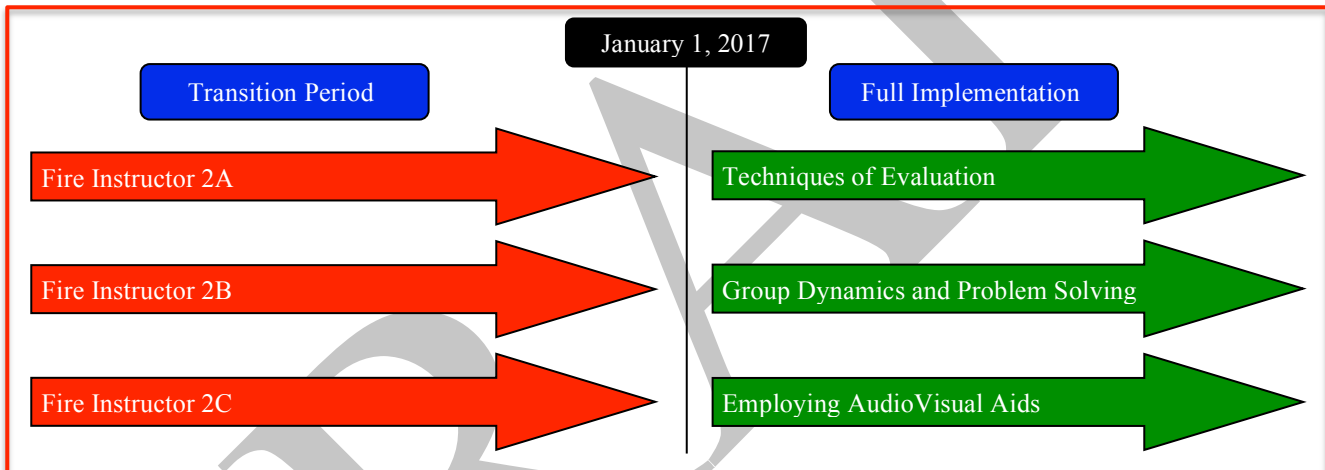 January 1, 2017
Transition Period
Full Implementation
Fire Instructor 2A
Techniques of Evaluation
Fire Instructor 2B
Group Dynamics and Problem Solving
Fire Instructor 2C
Employing AudioVisual Aids